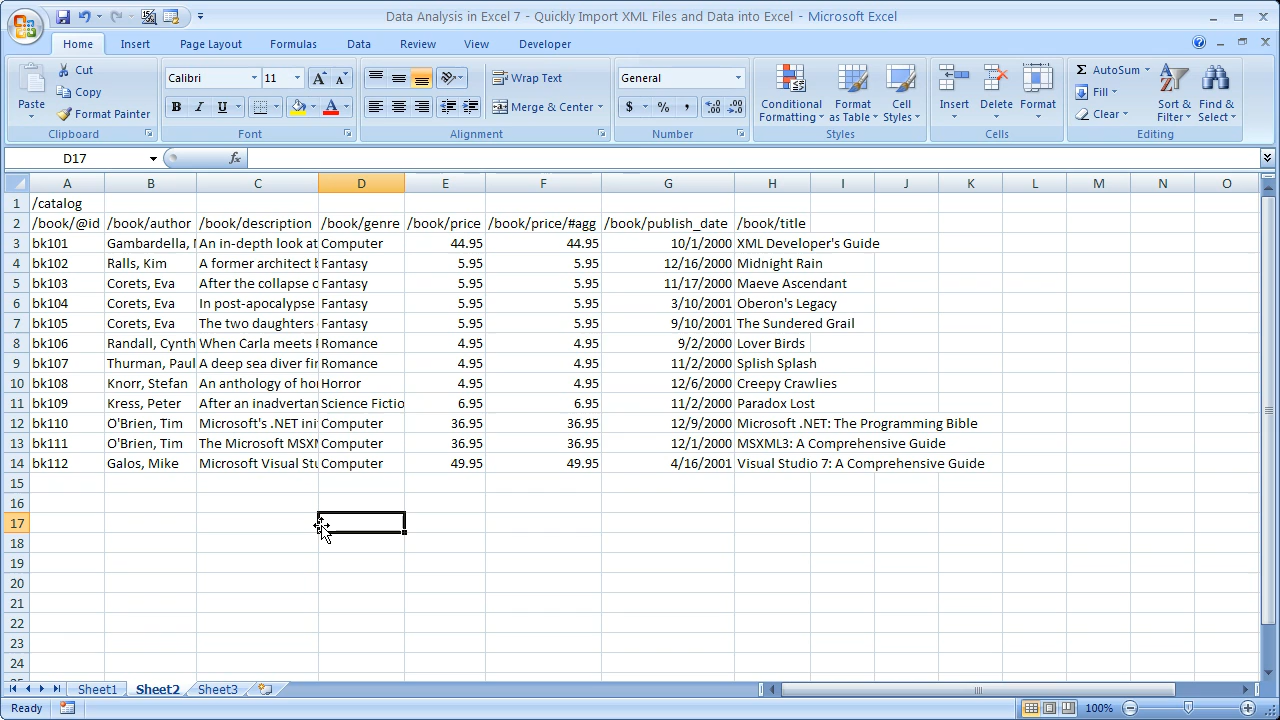 Data Analysis in Excel 7 - Quickly Import XML Files and Data into Excel - Microsoft Excel
Home Insert Page Layout Formulas Data Review View Developer
Cut Calibri 11 Wrap Text General
Copy
Paste Format Painter Merge & Center $ % , Conditional Formatting Format as Table Cell Styles Insert Delete Format AutoSum Fill Clear Sort & Filter Find & Select
Clipboard Font Alignment Number Styles Cells Editing
D17 fx
A B C D E F G H I J K L M N O
1 /catalog
2 /book/@id /book/author /book/description /book/genre /book/price /book/price/#agg /book/publish_date /book/title
3 bk101 Gambardella, An in-depth look at Computer 44.95 44.95 10/1/2000 XML Developer's Guide
4 bk102 Ralls, Kim A former architect Fantasy 5.95 5.95 12/16/2000 Midnight Rain
5 bk103 Corets, Eva After the collapse Fantasy 5.95 5.95 11/17/2000 Maeve Ascendant
6 bk104 Corets, Eva In post-apocalypse Fantasy 5.95 5.95 3/10/2001 Oberon's Legacy
7 bk105 Corets, Eva The two daughters Fantasy 5.95 5.95 9/10/2001 The Sundered Grail
8 bk106 Randall, Cynth When Carla meets Romance 4.95 4.95 9/2/2000 Lover Birds
9 bk107 Thurman, Paul A deep sea diver fin Romance 4.95 4.95 11/2/2000 Splish Splash
10 bk108 Knorr, Stefan An anthology of ho Horror 4.95 4.95 12/6/2000 Creepy Crawlies
11 bk109 Kress, Peter After an inadvertan Science Fictio 6.95 6.95 11/2/2000 Paradox Lost
12 bk110 O'Brien, Tim Microsoft's .NET ini Computer 36.95 36.95 12/9/2000 Microsoft .NET: The Programming Bible
13 bk111 O'Brien, Tim The Microsoft MSXM Computer 36.95 36.95 12/1/2000 MSXML3: A Comprehensive Guide
14 bk112 Galos, Mike Microsoft Visual Stu Computer 49.95 49.95 4/16/2001 Visual Studio 7: A Comprehensive Guide
15
16
17
18
19
20
21
22
23
24
Sheet1 Sheet2 Sheet3
Ready 100%